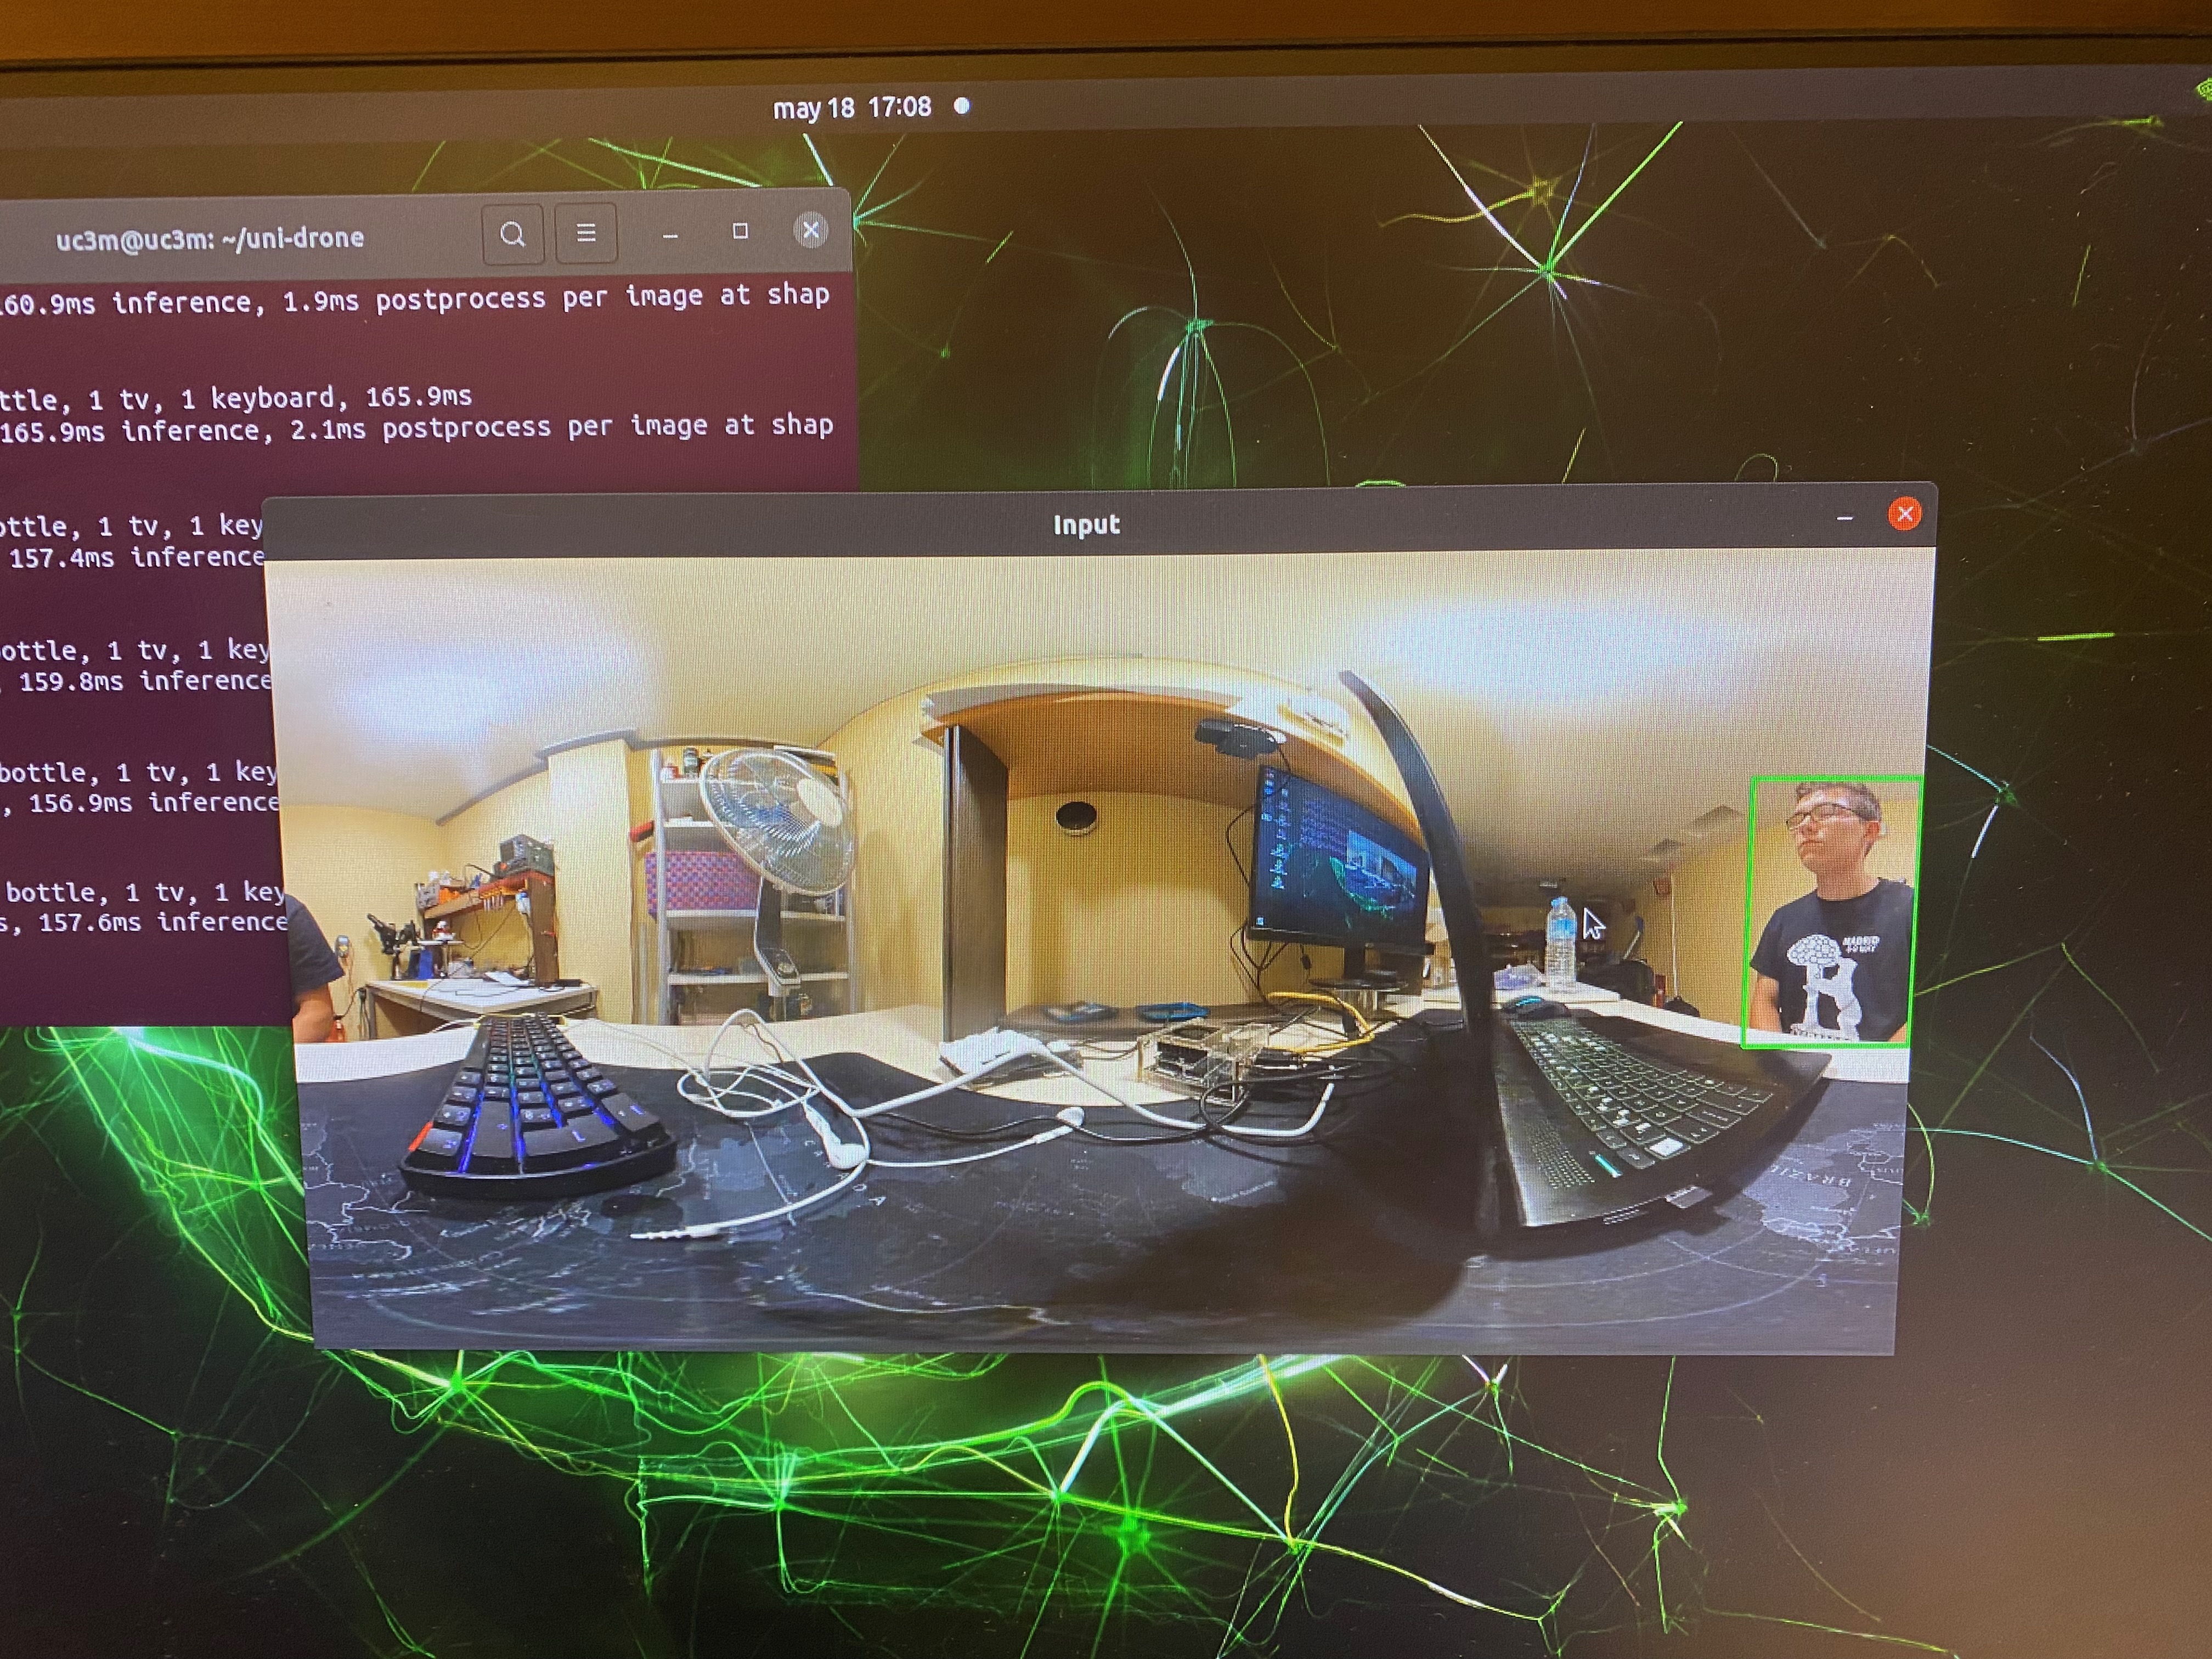 may 18 17:08
uc3m@uc3m: ~/uni-drone
60.9ms inference, 1.9ms postprocess per image at shap
ttle, 1 tv, 1 keyboard, 165.9ms
165.9ms inference, 2.1ms postprocess per image at shap
ottle, 1 tv, 1 key
157.4ms inference
Input
ottle, 1 tv, 1 key
, 159.8ms inference
bottle, 1 tv, 1 key
, 156.9ms inference
bottle, 1 tv, 1 key
s, 157.6ms inference
MADRID
BRAZIL